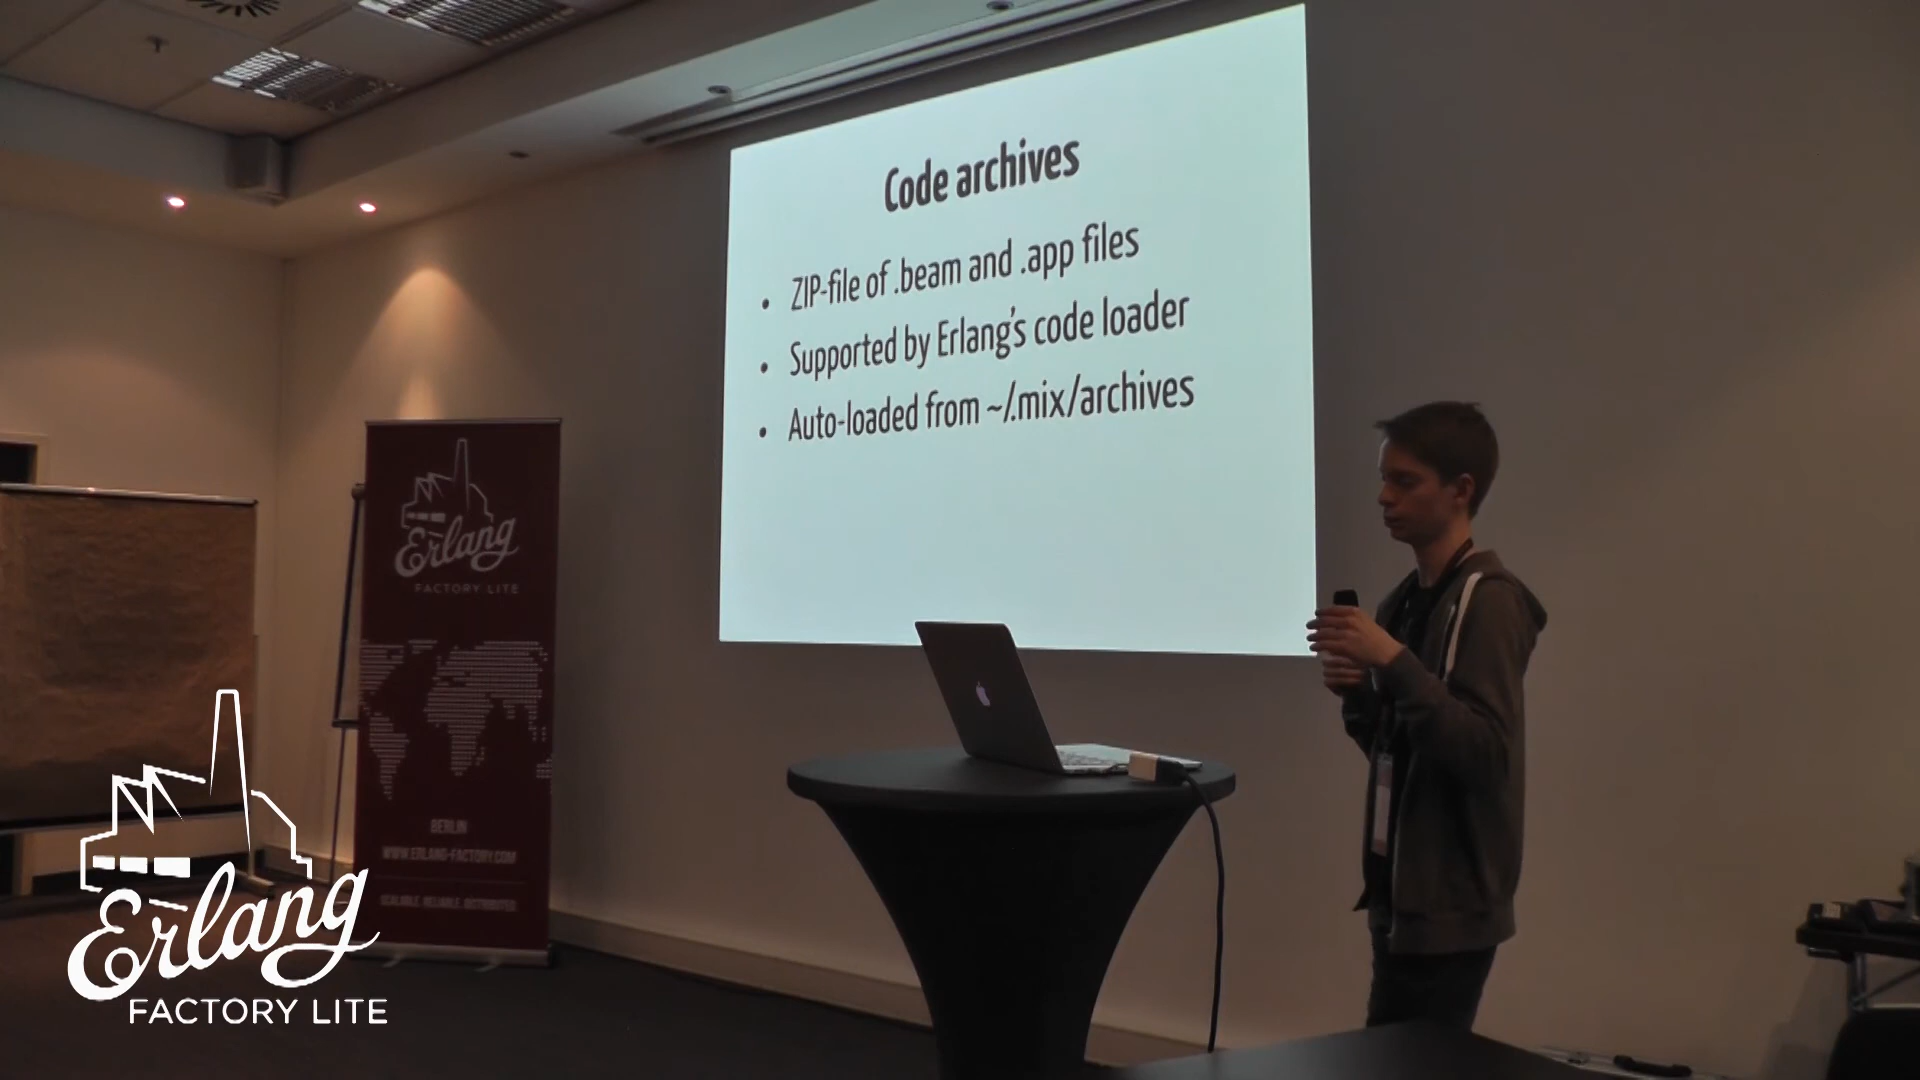 Code archives
• ZIP-file of .beam and .app files
• Supported by Erlang's code loader
• Auto-loaded from ~/.mix/archives
Erlang
FACTORY LITE
BERLIN
WWW.ERLANG-FACTORY.COM
SCALABLE. RELIABLE. DISTRIBUTED.
Erlang
FACTORY LITE